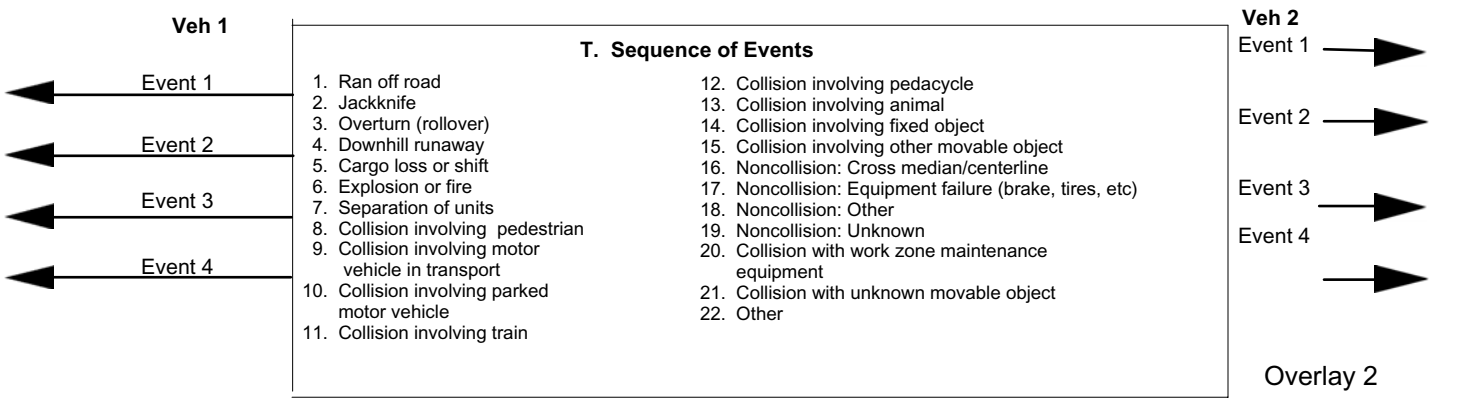 Veh 1
Event 1
Event 2
Event 3
Event 4
T. Sequence of Events
1. Ran off road
2. Jackknife
3. Overturn (rollover)
4. Downhill runaway
5. Cargo loss or shift
6. Explosion or fire
7. Separation of units
8. Collision involving pedestrian
9. Collision involving motor
vehicle in transport
10. Collision involving parked
motor vehicle
11. Collision involving train
12. Collision involving pedacycle
13. Collision involving animal
14. Collision involving fixed object
15. Collision involving other movable object
16. Noncollision: Cross median/centerline
17. Noncollision: Equipment failure (brake, tires, etc)
18. Noncollision: Other
19. Noncollision: Unknown
20. Collision with work zone maintenance
equipment
21. Collision with unknown movable object
22. Other
Veh 2
Event 1
Event 2
Event 3
Event 4
Overlay 2